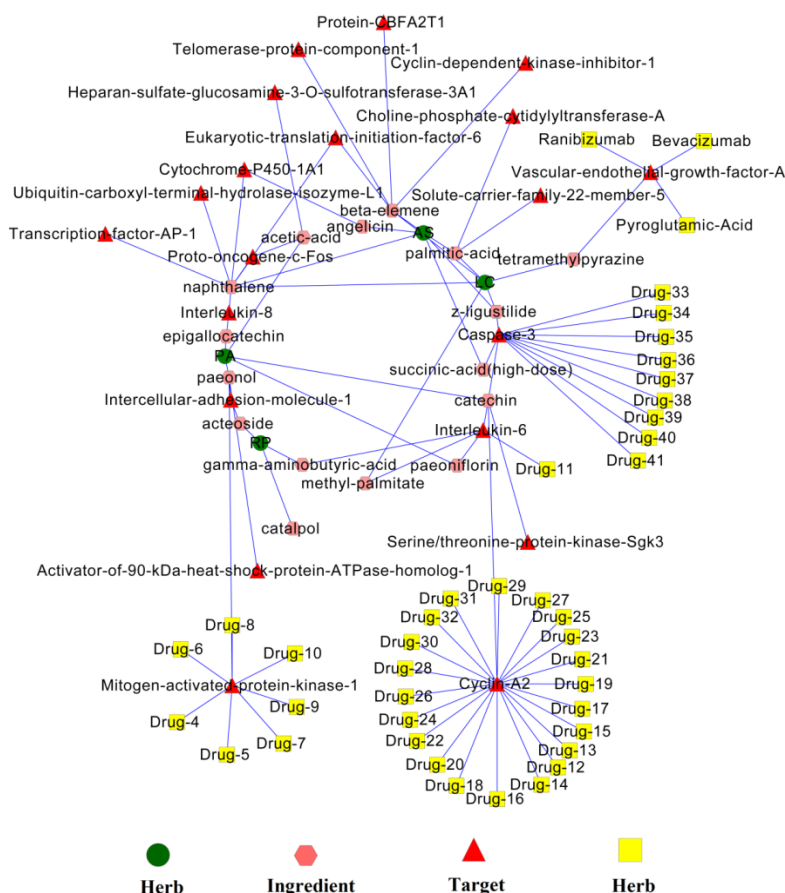 Protein-CBFA2T1
Telomerase-protein-component-1
Cyclin-dependent-kinase-inhibitor-1
Heparan-sulfate-glucosamine-3-O-sulfotransferase-3A1
Choline-phosphate-cytidylyltransferase-A
Eukaryotic-translation-initiation-factor-6
Ranibizumab
Bevacizumab
Cytochrome-P450-1A1
Vascular-endothelial-growth-factor-A
Ubiquitin-carboxyl-terminal-hydrolase-isozyme-L1
Solute-carrier-family-22-member-5
beta-elemene
angelicin
Pyroglutamic-Acid
Transcription-factor-AP-1
acetic-acid
AS
palmitic-acid
tetramethylpyrazine
Proto-oncogene-c-Fos
naphthalene
LC
Drug-33
Interleukin-8
z-ligustilide
Drug-34
epigallocatechin
Caspase-3
Drug-35
PA
Drug-36
paeonol
succinic-acid(high-dose)
Drug-37
Intercellular-adhesion-molecule-1
catechin
Drug-38
acteoside
Drug-39
RP
Interleukin-6
Drug-40
gamma-aminobutyric-acid
paeoniflorin
Drug-11
Drug-41
methyl-palmitate
catalpol
Serine/threonine-protein-kinase-Sgk3
Activator-of-90-kDa-heat-shock-protein-ATPase-homolog-1
Drug-29
Drug-31
Drug-27
Drug-32
Drug-25
Drug-8
Drug-30
Drug-23
Drug-6
Drug-10
Drug-28
Drug-21
Mitogen-activated-protein-kinase-1
Cyclin-A2
Drug-19
Drug-26
Drug-9
Drug-17
Drug-4
Drug-24
Drug-15
Drug-5
Drug-7
Drug-22
Drug-13
Drug-20
Drug-12
Drug-18
Drug-14
Drug-16
Herb
Ingredient
Target
Herb